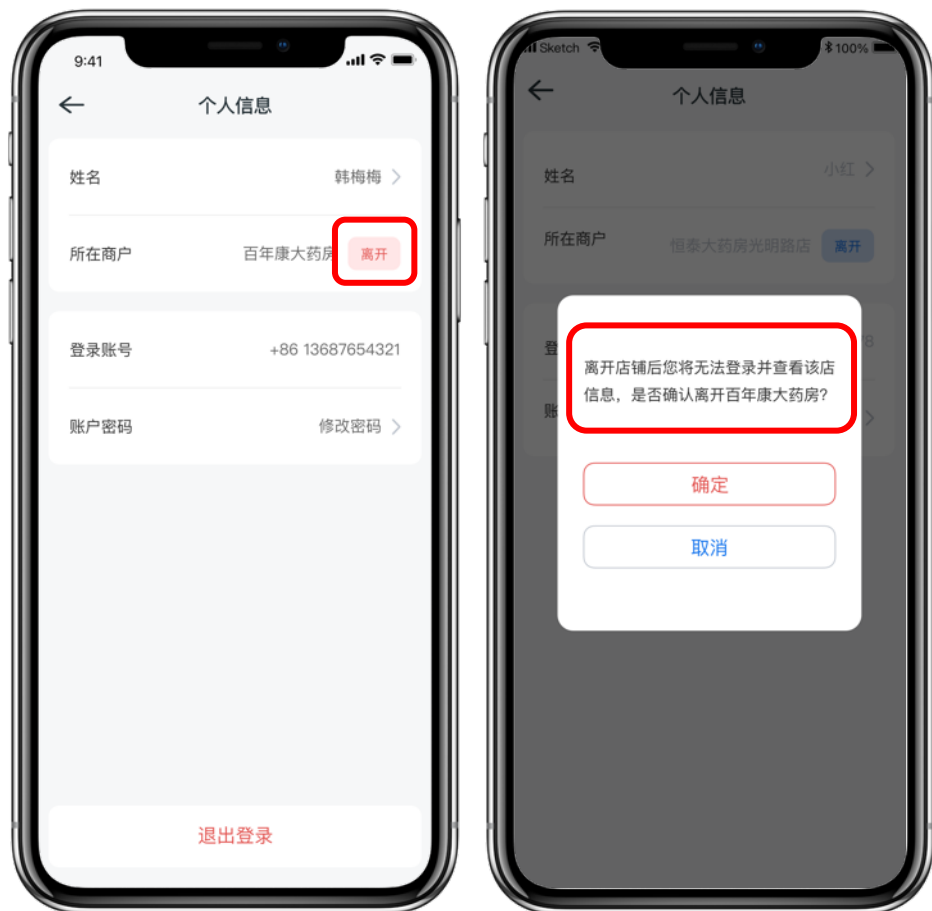 9:41
个人信息
姓名
韩梅梅
所在商户
百年康大药房
离开
登录账号
+86 13687654321
账户密码
修改密码
退出登录
Sketch
100%
个人信息
姓名
小红
所在商户
恒泰大药房光明路店
离开
登
8
账
离开店铺后您将无法登录并查看该店
信息，是否确认离开百年康大药房？
确定
取消